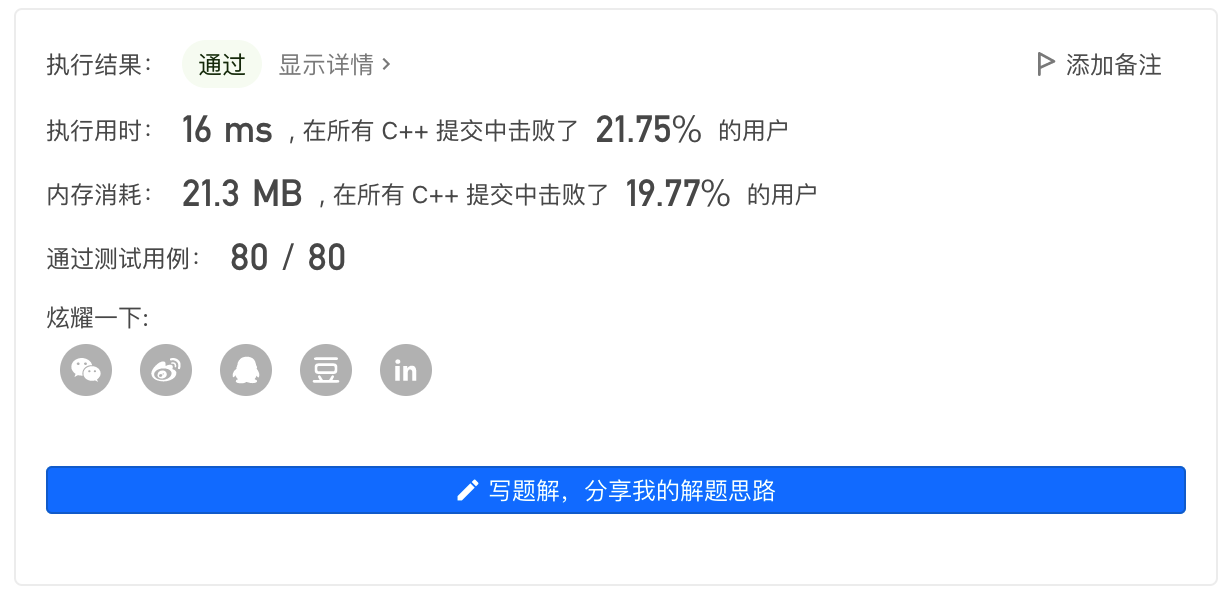 执行结果： 通过 显示详情 › 添加备注
执行用时： 16 ms , 在所有 C++ 提交中击败了 21.75% 的用户
内存消耗： 21.3 MB , 在所有 C++ 提交中击败了 19.77% 的用户
通过测试用例： 80 / 80
炫耀一下:
豆 in
写题解，分享我的解题思路